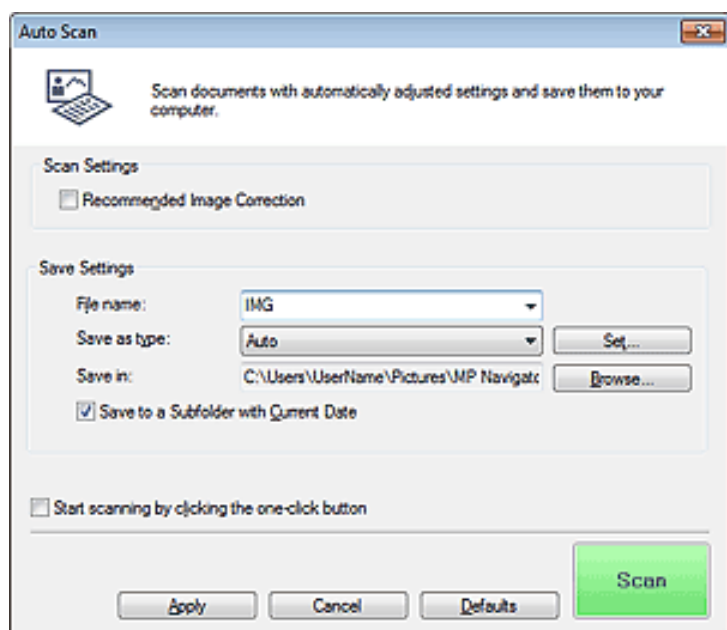 Auto Scan
Scan documents with automatically adjusted settings and save them to your
computer.
Scan Settings
Recommended Image Correction
Save Settings
File name:
IMG
Save as type:
Auto
Set...
Save in:
C:\Users\UserName\Pictures\MP Navigatc
Browse...
Save to a Subfolder with Current Date
Start scanning by clicking the one-click button
Scan
Apply
Cancel
Defaults